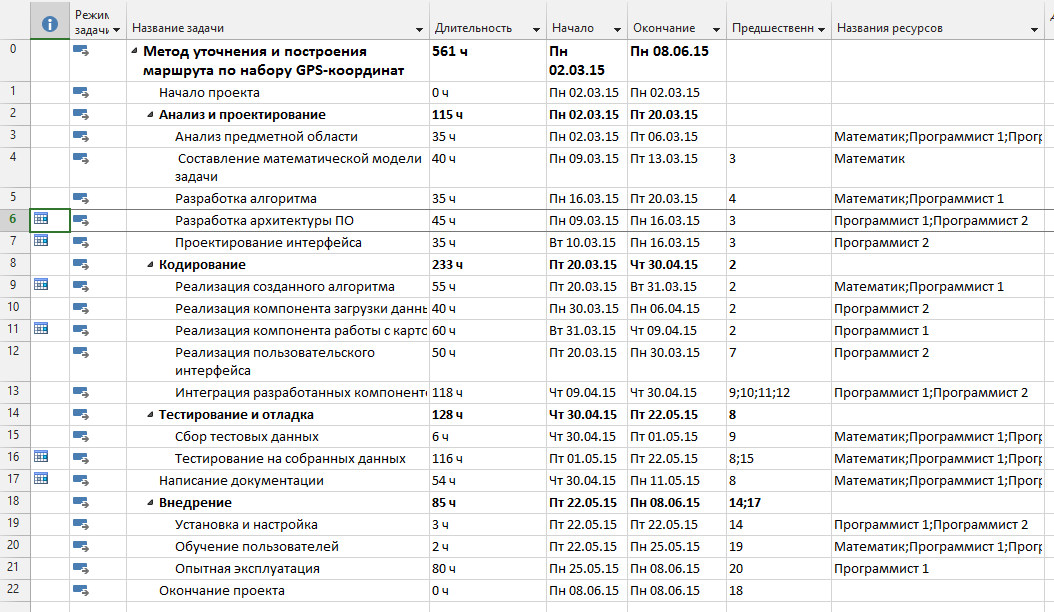 Режим задачи Название задачи Длительность Начало Окончание Предшественн Названия ресурсов
0 Метод уточнения и построения маршрута по набору GPS-координат 561 ч Пн 02.03.15 Пн 08.06.15
1 Начало проекта 0 ч Пн 02.03.15 Пн 02.03.15
2 Анализ и проектирование 115 ч Пн 02.03.15 Пт 20.03.15
3 Анализ предметной области 35 ч Пн 02.03.15 Пт 06.03.15 Математик;Программист 1;Прогр
4 Составление математической модели задачи 40 ч Пн 09.03.15 Пт 13.03.15 3 Математик
5 Разработка алгоритма 35 ч Пн 16.03.15 Пт 20.03.15 4 Математик;Программист 1
6 Разработка архитектуры ПО 45 ч Пн 09.03.15 Пн 16.03.15 3 Программист 1;Программист 2
7 Проектирование интерфейса 35 ч Вт 10.03.15 Пн 16.03.15 3 Программист 2
8 Кодирование 233 ч Пт 20.03.15 Чт 30.04.15 2
9 Реализация созданного алгоритма 55 ч Пт 20.03.15 Вт 31.03.15 2 Математик;Программист 1
10 Реализация компонента загрузки данн 40 ч Пн 30.03.15 Пн 06.04.15 2 Программист 2
11 Реализация компонента работы с карто 60 ч Вт 31.03.15 Чт 09.04.15 2 Программист 1
12 Реализация пользовательского интерфейса 50 ч Пт 20.03.15 Пн 30.03.15 7 Программист 2
13 Интеграция разработанных компоненто 118 ч Чт 09.04.15 Чт 30.04.15 9;10;11;12 Программист 1;Программист 2
14 Тестирование и отладка 128 ч Чт 30.04.15 Пт 22.05.15 8
15 Сбор тестовых данных 6 ч Чт 30.04.15 Пт 01.05.15 9 Математик;Программист 1;Прогр
16 Тестирование на собранных данных 116 ч Пт 01.05.15 Пт 22.05.15 8;15 Математик;Программист 1;Прогр
17 Написание документации 54 ч Чт 30.04.15 Пн 11.05.15 8 Математик;Программист 1;Прогр
18 Внедрение 85 ч Пт 22.05.15 Пн 08.06.15 14;17
19 Установка и настройка 3 ч Пт 22.05.15 Пт 22.05.15 14 Программист 1;Программист 2
20 Обучение пользователей 2 ч Пт 22.05.15 Пн 25.05.15 19 Математик;Программист 1;Прогр
21 Опытная эксплуатация 80 ч Пн 25.05.15 Пн 08.06.15 20 Программист 1
22 Окончание проекта 0 ч Пн 08.06.15 Пн 08.06.15 18